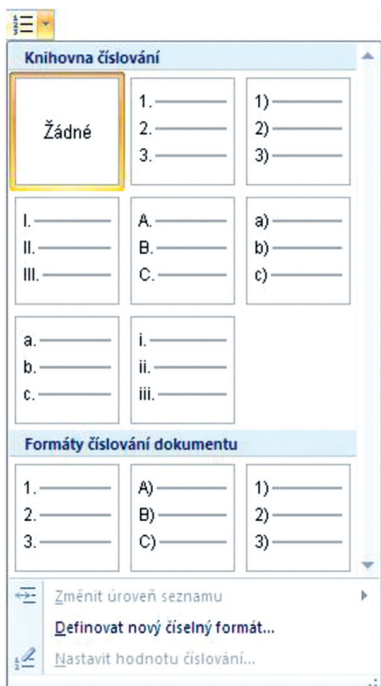 Knihovna číslování
Žádné
1.
2.
3.
1)
2)
3)
I.
II.
III.
A.
B.
C.
a)
b)
c)
a.
b.
c.
i.
ii.
iii.
Formáty číslování dokumentu
1.
2.
3.
A)
B)
C)
1)
2)
3)
Změnit úroveň seznamu
Definovat nový číselný formát...
Nastavit hodnotu číslování...